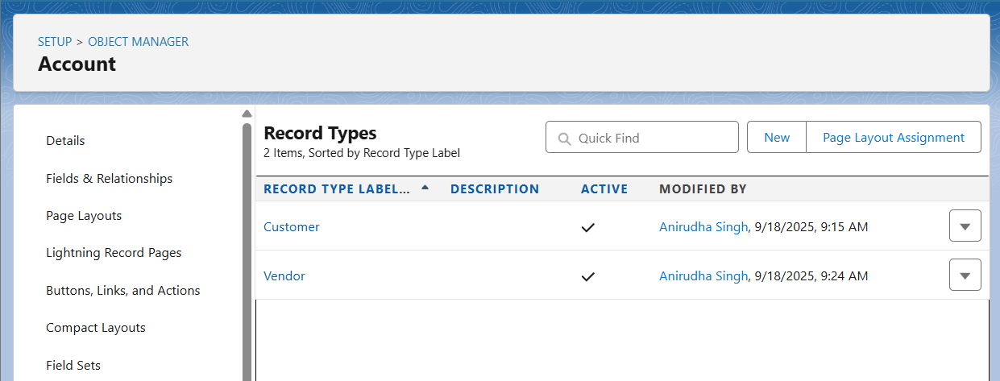 SETUP > OBJECT MANAGER
Account
Details
Fields & Relationships
Page Layouts
Lightning Record Pages
Buttons, Links, and Actions
Compact Layouts
Field Sets
Record Types
2 Items, Sorted by Record Type Label
Quick Find
New
Page Layout Assignment
RECORD TYPE LABEL... DESCRIPTION ACTIVE MODIFIED BY
Customer Anirudha Singh, 9/18/2025, 9:15 AM
Vendor Anirudha Singh, 9/18/2025, 9:24 AM